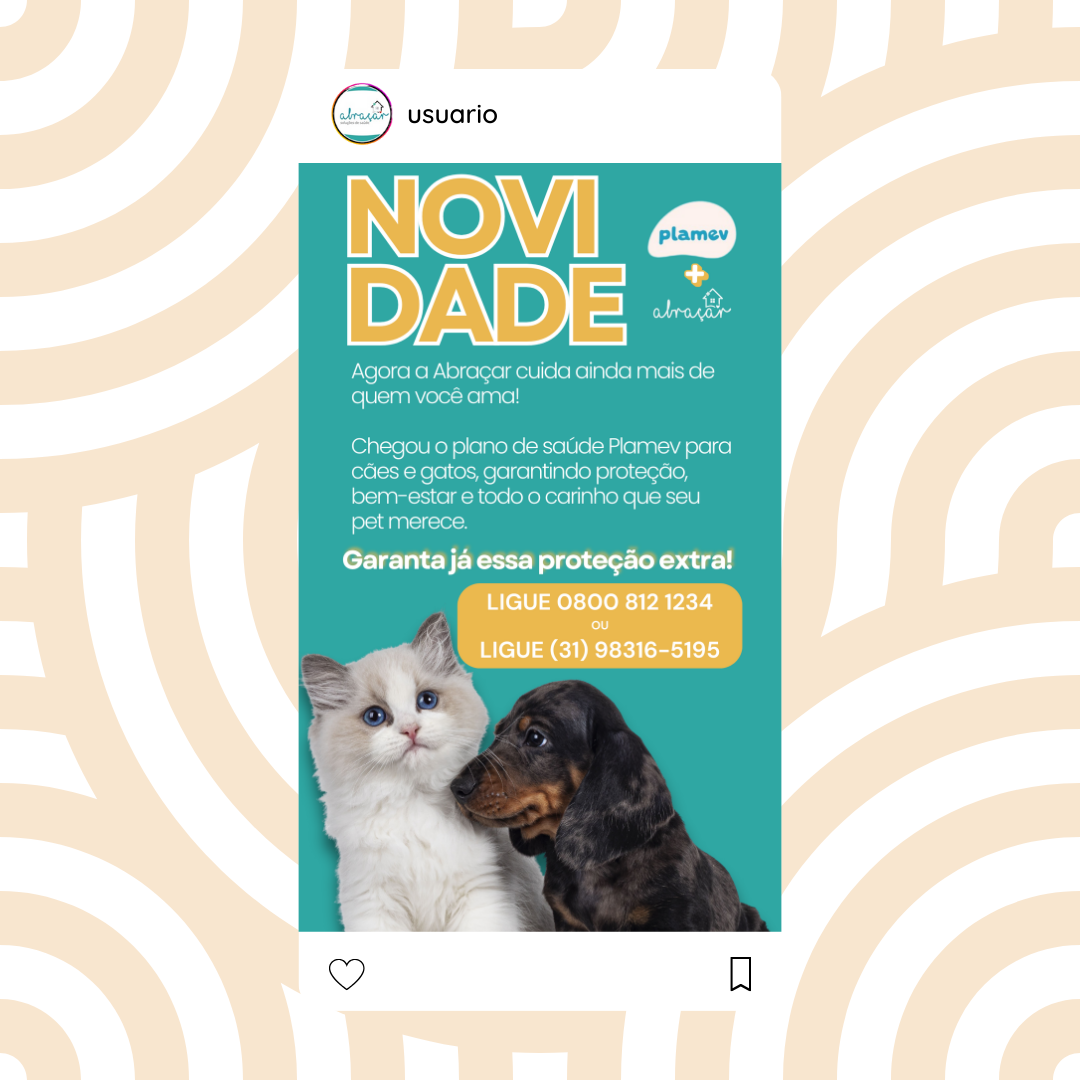 abraçar
usuario
NOVI
DADE
plamev
+
abraçar
Agora a Abraçar cuida ainda mais de
quem você ama!
Chegou o plano de saúde Plamev para
cães e gatos, garantindo proteção,
bem-estar e todo o carinho que seu
pet merece.
Garanta já essa proteção extra!
LIGUE 0800 812 1234
OU
LIGUE (31) 98316-5195